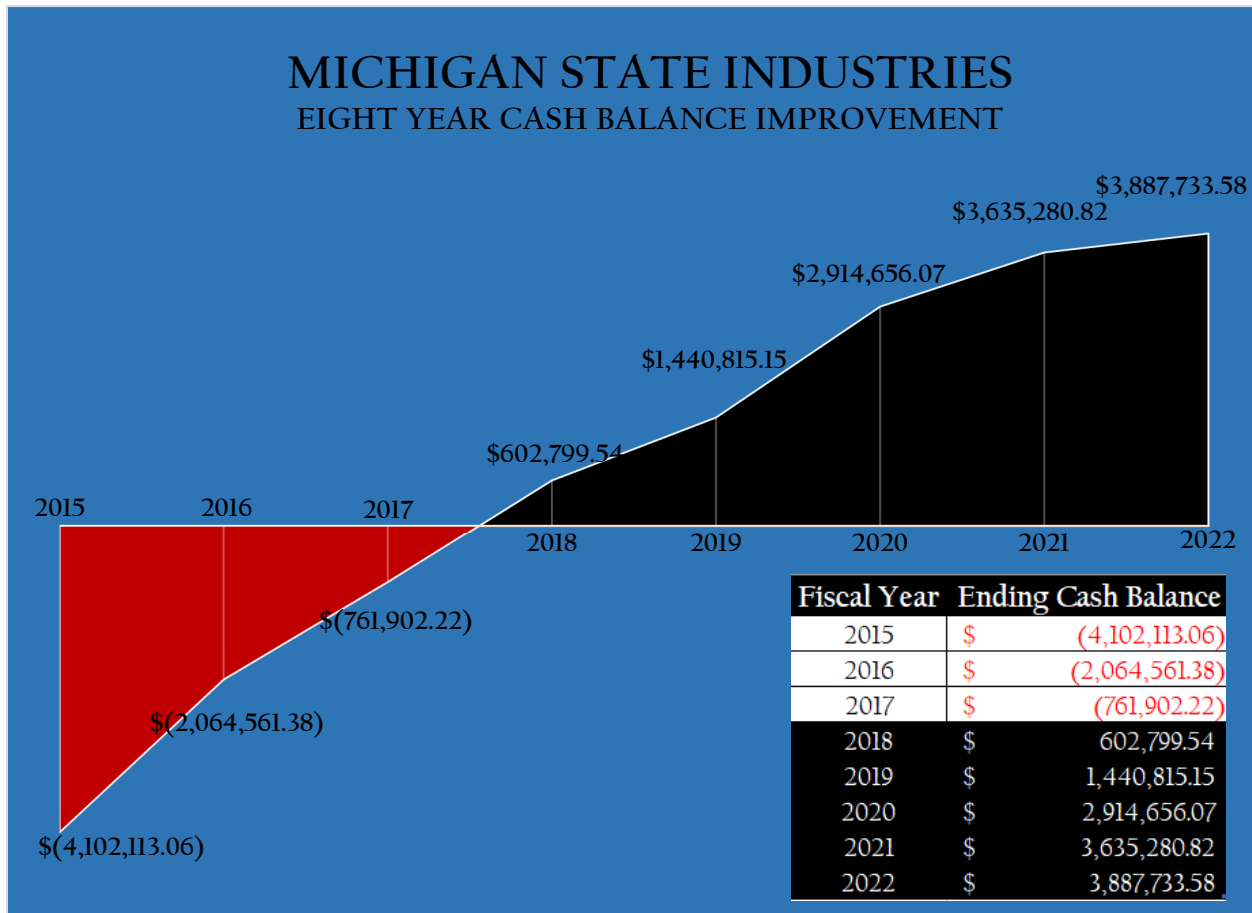 MICHIGAN STATE INDUSTRIES
EIGHT YEAR CASH BALANCE IMPROVEMENT
$3,887,733.58
$3,635,280.82
$2,914,656.07
$1,440,815.15
$602,799.54
2015 2016 2017
2018 2019 2020 2021 2022
$(761,902.22)
$(2,064,561.38)
$(4,102,113.06)
Fiscal Year Ending Cash Balance
2015 $ (4,102,113.06)
2016 $ (2,064,561.38)
2017 $ (761,902.22)
2018 $ 602,799.54
2019 $ 1,440,815.15
2020 $ 2,914,656.07
2021 $ 3,635,280.82
2022 $ 3,887,733.58